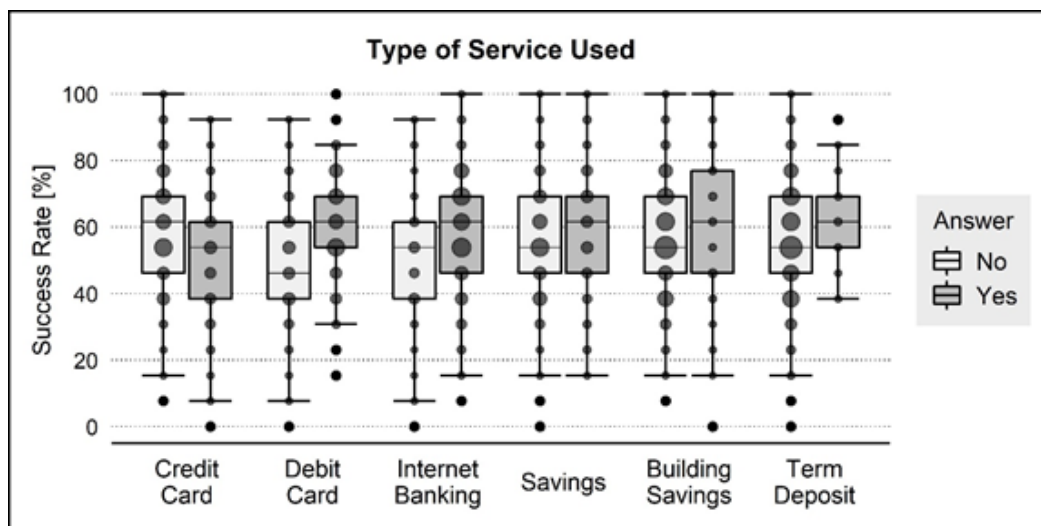 Type of Service Used
Success Rate [%]
100
80
60
40
20
0
Credit
Card
Debit
Card
Internet
Banking
Savings
Building
Savings
Term
Deposit
Answer
No
Yes